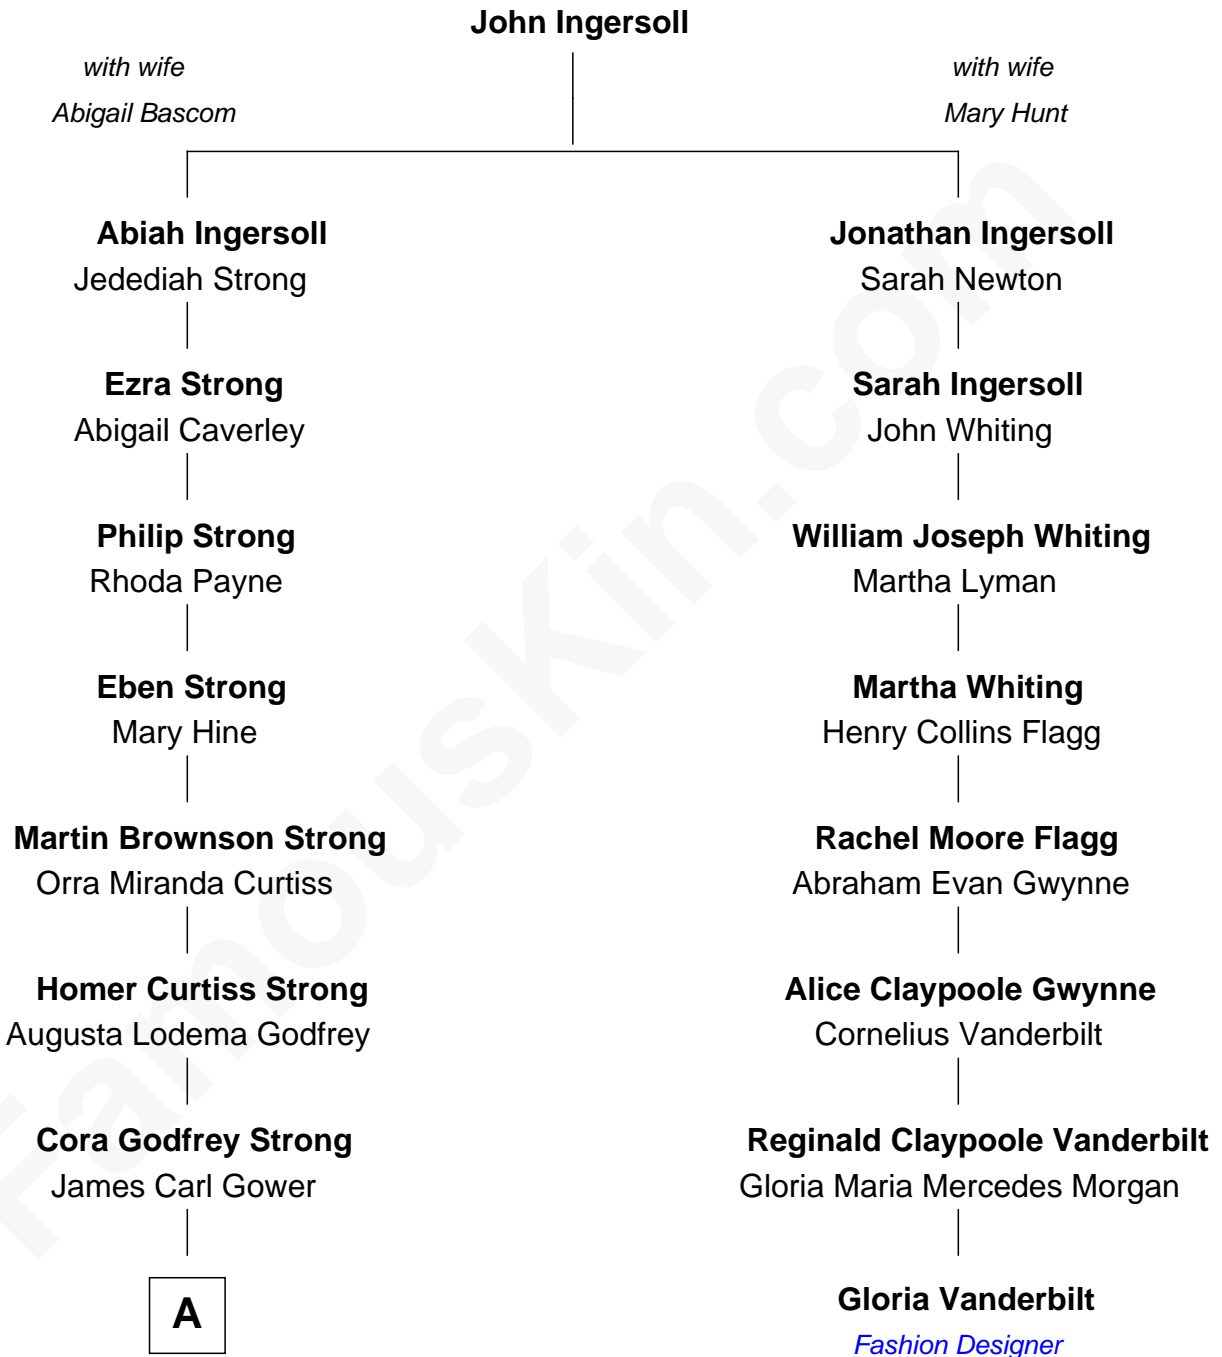 John Ingersoll
with wife
Abigail Bascom
with wife
Mary Hunt
Abiah Ingersoll
Jedediah Strong
Ezra Strong
Abigail Caverley
Philip Strong
Rhoda Payne
Eben Strong
Mary Hine
Martin Brownson Strong
Orra Miranda Curtiss
Homer Curtiss Strong
Augusta Lodema Godfrey
Cora Godfrey Strong
James Carl Gower
A
Jonathan Ingersoll
Sarah Newton
Sarah Ingersoll
John Whiting
William Joseph Whiting
Martha Lyman
Martha Whiting
Henry Collins Flagg
Rachel Moore Flagg
Abraham Evan Gwynne
Alice Claypoole Gwynne
Cornelius Vanderbilt
Reginald Claypoole Vanderbilt
Gloria Maria Mercedes Morgan
Gloria Vanderbilt
Fashion Designer
FamousKin.com